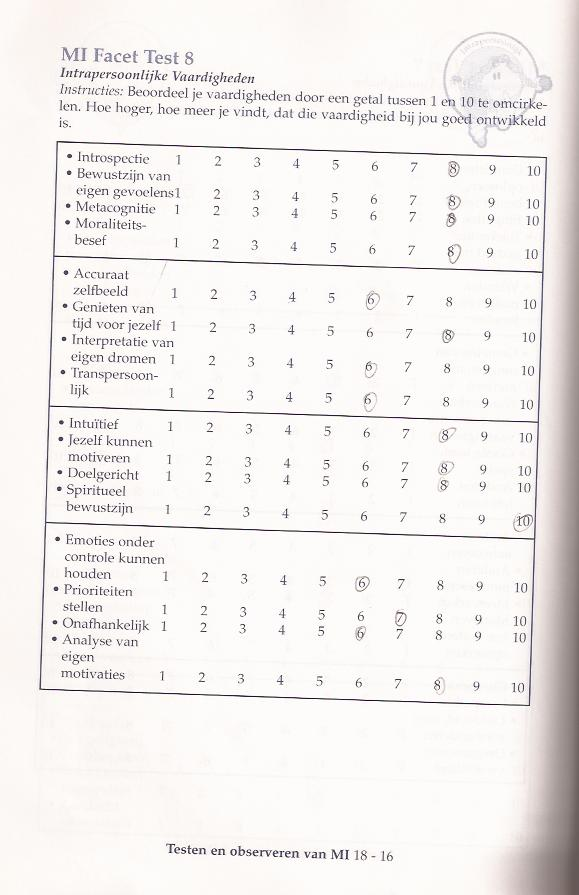 MI Facet Test 8
Intrapersoonlijk
Intrapersoonlijke Vaardigheden
Instructies: Beoordeel je vaardigheden door een getal tussen 1 en 10 te omcirke-
len. Hoe hoger, hoe meer je vindt, dat die vaardigheid bij jou goed ontwikkeld
is.
• Introspectie 1 2 3 4 5 6 7 8 9 10
• Bewustzijn van
eigen gevoelens1 2 3 4 5 6 7 8 9 10
• Metacognitie 1 2 3 4 5 6 7 8 9 10
• Moraliteits-
besef 1 2 3 4 5 6 7 8 9 10
• Accuraat
zelfbeeld 1 2 3 4 5 6 7 8 9 10
• Genieten van
tijd voor jezelf 1 2 3 4 5 6 7 8 9 10
• Interpretatie van
eigen dromen 1 2 3 4 5 6 7 8 9 10
• Transpersoon-
lijk 1 2 3 4 5 6 7 8 9 10
• Intuïtief 1 2 3 4 5 6 7 8 9 10
• Jezelf kunnen
motiveren 1 2 3 4 5 6 7 8 9 10
• Doelgericht 1 2 3 4 5 6 7 8 9 10
• Spiritueel
bewustzijn 1 2 3 4 5 6 7 8 9 10
• Emoties onder
controle kunnen
houden 1 2 3 4 5 6 7 8 9 10
• Prioriteiten
stellen 1 2 3 4 5 6 7 8 9 10
• Onafhankelijk 1 2 3 4 5 6 7 8 9 10
• Analyse van
eigen
motivaties 1 2 3 4 5 6 7 8 9 10
Testen en observeren van MI 18 - 16